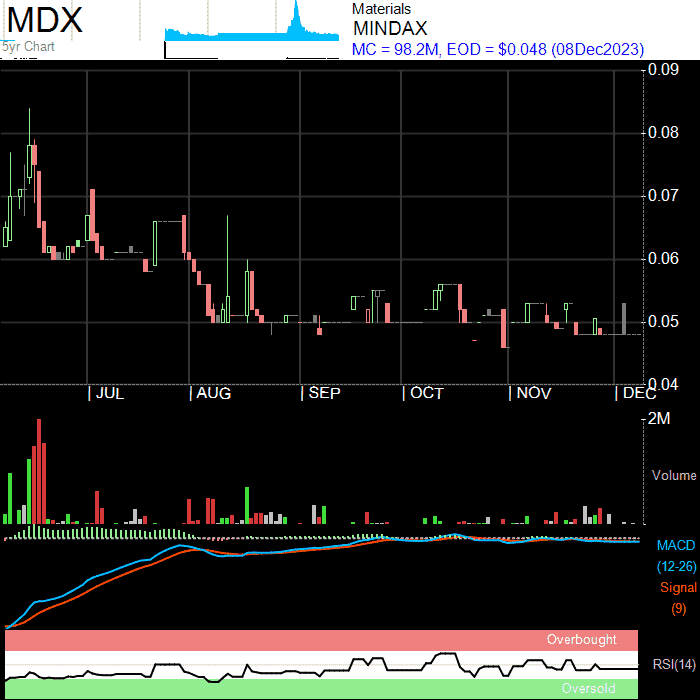 MDX
5yr Chart
Materials
MINDAX
MC = 98.2M, EOD = $0.048 (08Dec2023)
0.09
0.08
0.07
0.06
0.05
0.04
JUL
AUG
SEP
OCT
NOV
DEC
2M
Volume
MACD
(12-26)
Signal
(9)
Overbought
RSI(14)
Oversold